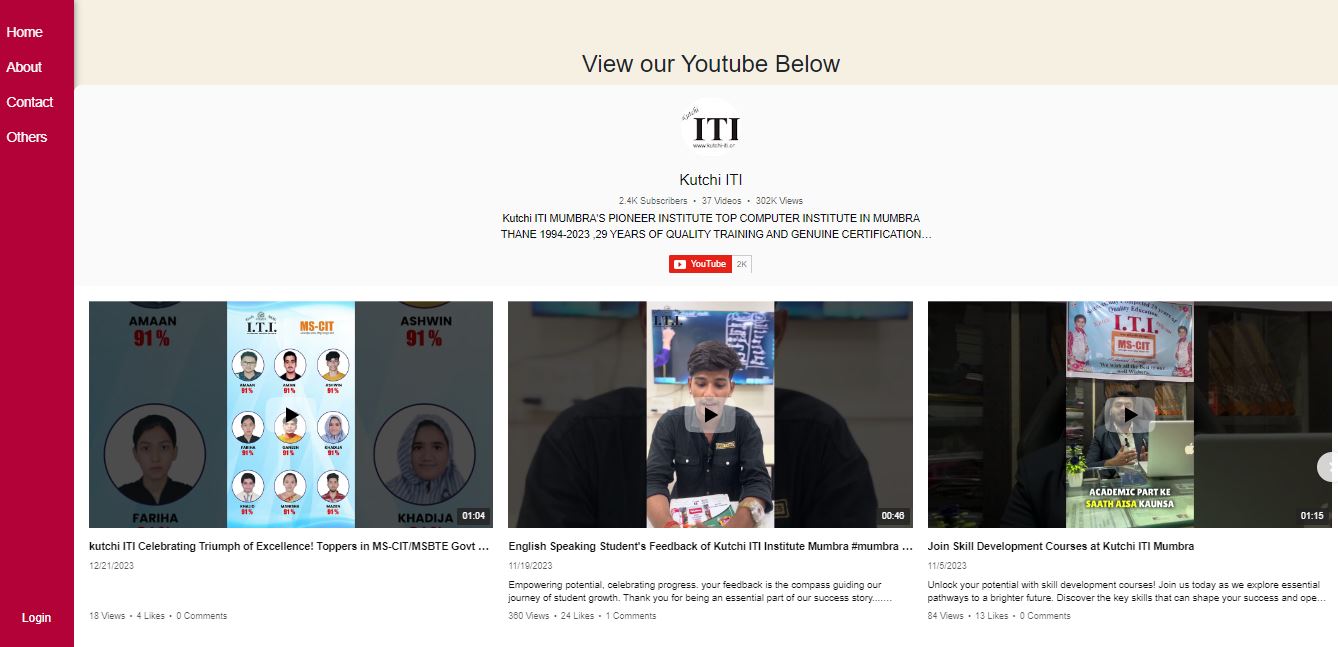 Home
About
Contact
Others
Login
View our Youtube Below
Kutchi
ITI
www.kutchi-iti.or
Kutchi ITI
2.4K Subscribers • 37 Videos • 302K Views
Kutchi ITI MUMBRA'S PIONEER INSTITUTE TOP COMPUTER INSTITUTE IN MUMBRA
THANE 1994-2023 ,29 YEARS OF QUALITY TRAINING AND GENUINE CERTIFICATION…
YouTube 2K
AMAAN
91%
ASHWIN
91%
I.T.I. MS-CIT
AMAAN AMAN ASHWIN
91% 91% 91%
FARIHA GANESH KHADIJA
91% 91% 91%
KHALID MANISHA MAZEN
91% 91% 91%
FARIHA
KHADIJA
01:04
kutchi ITI Celebrating Triumph of Excellence! Toppers in MS-CIT/MSBTE Govt ...
12/21/2023
18 Views • 4 Likes • 0 Comments
I.T.I.
00:46
English Speaking Student's Feedback of Kutchi ITI Institute Mumbra #mumbra ...
11/19/2023
Empowering potential, celebrating progress. your feedback is the compass guiding our
journey of student growth. Thank you for being an essential part of our success story.......
360 Views • 24 Likes • 1 Comments
Quality Education
I.T.I.
MS-CIT
We wish all the best to our
ACADEMIC PART KE
SAATH AISA KAUNSA
01:15
Join Skill Development Courses at Kutchi ITI Mumbra
11/5/2023
Unlock your potential with skill development courses! Join us today as we explore essential
pathways to a brighter future. Discover the key skills that can shape your success and ope…
84 Views • 13 Likes • 0 Comments